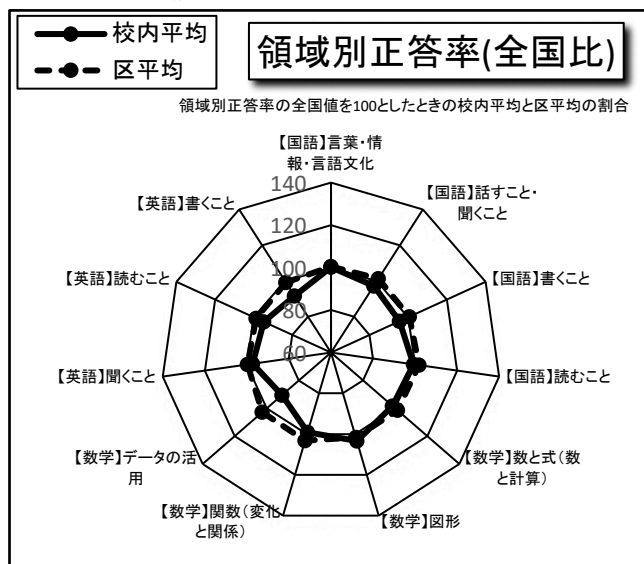 校内平均
区平均
領域別正答率(全国比)
領域別正答率の全国値を100としたときの校内平均と区平均の割合
【国語】言葉・情
報・言語文化
【国語】話すこと・
聞くこと
【国語】書くこと
【国語】読むこと
【数学】数と式(数
と計算)
【数学】図形
【数学】関数(変化
と関係)
【数学】データの活
用
【英語】聞くこと
【英語】読むこと
【英語】書くこと
140
120
100
80
60